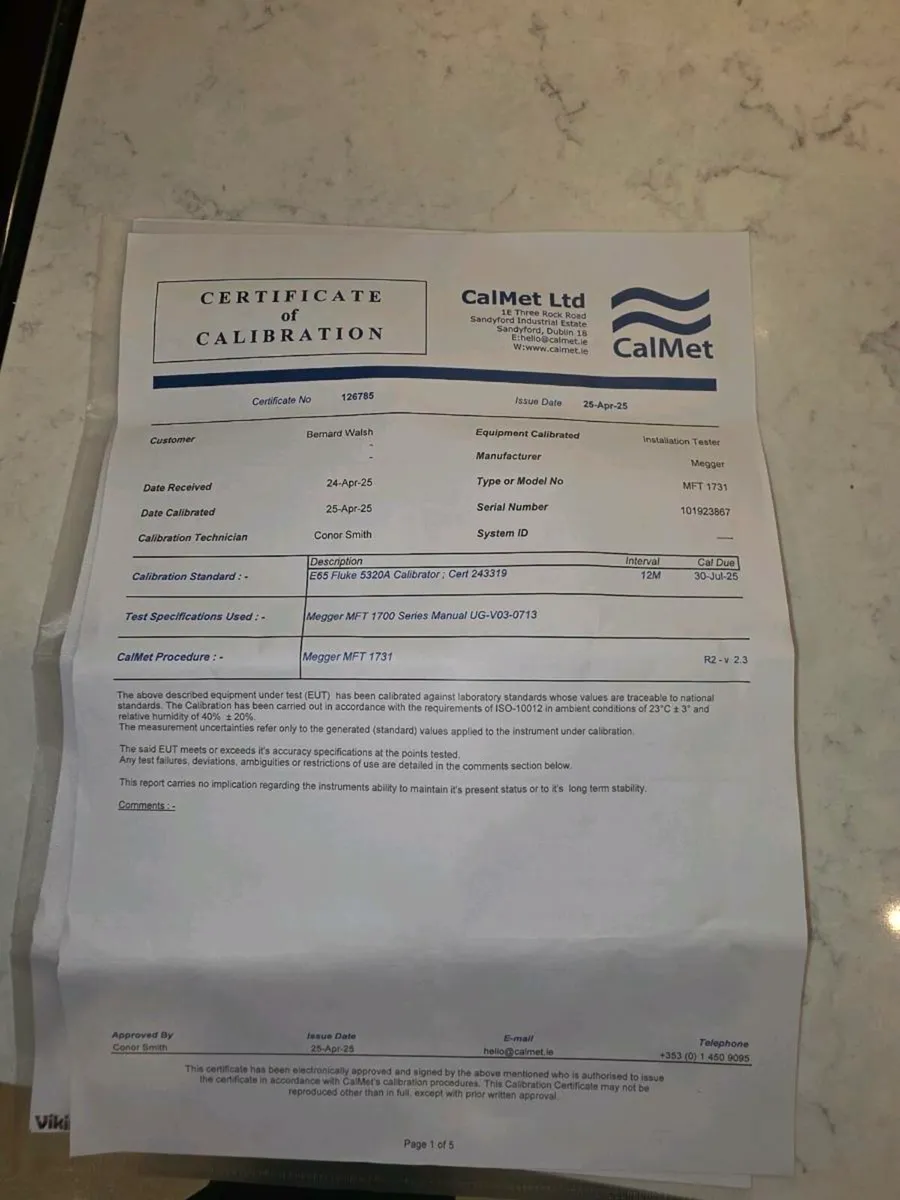 CERTIFICATE
of
CALIBRATION
CalMet Ltd
1E Three Rock Road
Sandyford Industrial Estate
Sandyford, Dublin 18
E:hello@calmet.ie
W:www.calmet.ie
CalMet
Certificate No 126785 Issue Date 25-Apr-25
Customer Bernard Walsh Equipment Calibrated Installation Tester
- Manufacturer Megger
-
Date Received 24-Apr-25 Type or Model No MFT 1731
Date Calibrated 25-Apr-25 Serial Number 101923867
Calibration Technician Conor Smith System ID
Description Interval Cal Due
Calibration Standard : - E65 Fluke 5320A Calibrator ; Cert 243319 12M 30-Jul-25
Test Specifications Used : - Megger MFT 1700 Series Manual UG-V03-0713
CalMet Procedure : - Megger MFT 1731 R2 - v 2.3
The above described equipment under test (EUT) has been calibrated against laboratory standards whose values are traceable to national
standards. The Calibration has been carried out in accordance with the requirements of ISO-10012 in ambient conditions of 23°C ± 3° and
relative humidity of 40% ± 20%.
The measurement uncertainties refer only to the generated (standard) values applied to the instrument under calibration.
The said EUT meets or exceeds it's accuracy specifications at the points tested.
Any test failures, deviations, ambiguities or restrictions of use are detailed in the comments section below.
This report carries no implication regarding the instruments ability to maintain it's present status or to it's long term stability.
Comments : -
Approved By Issue Date E-mail Telephone
Conor Smith 25-Apr-25 hello@calmet.ie +353 (0) 1 450 9095
This certificate has been electronically approved and signed by the above mentioned who is authorised to issue
the certificate in accordance with CalMet's calibration procedures. This Calibration Certificate may not be
reproduced other than in full, except with prior written approval.
Page 1 of 5
Viki